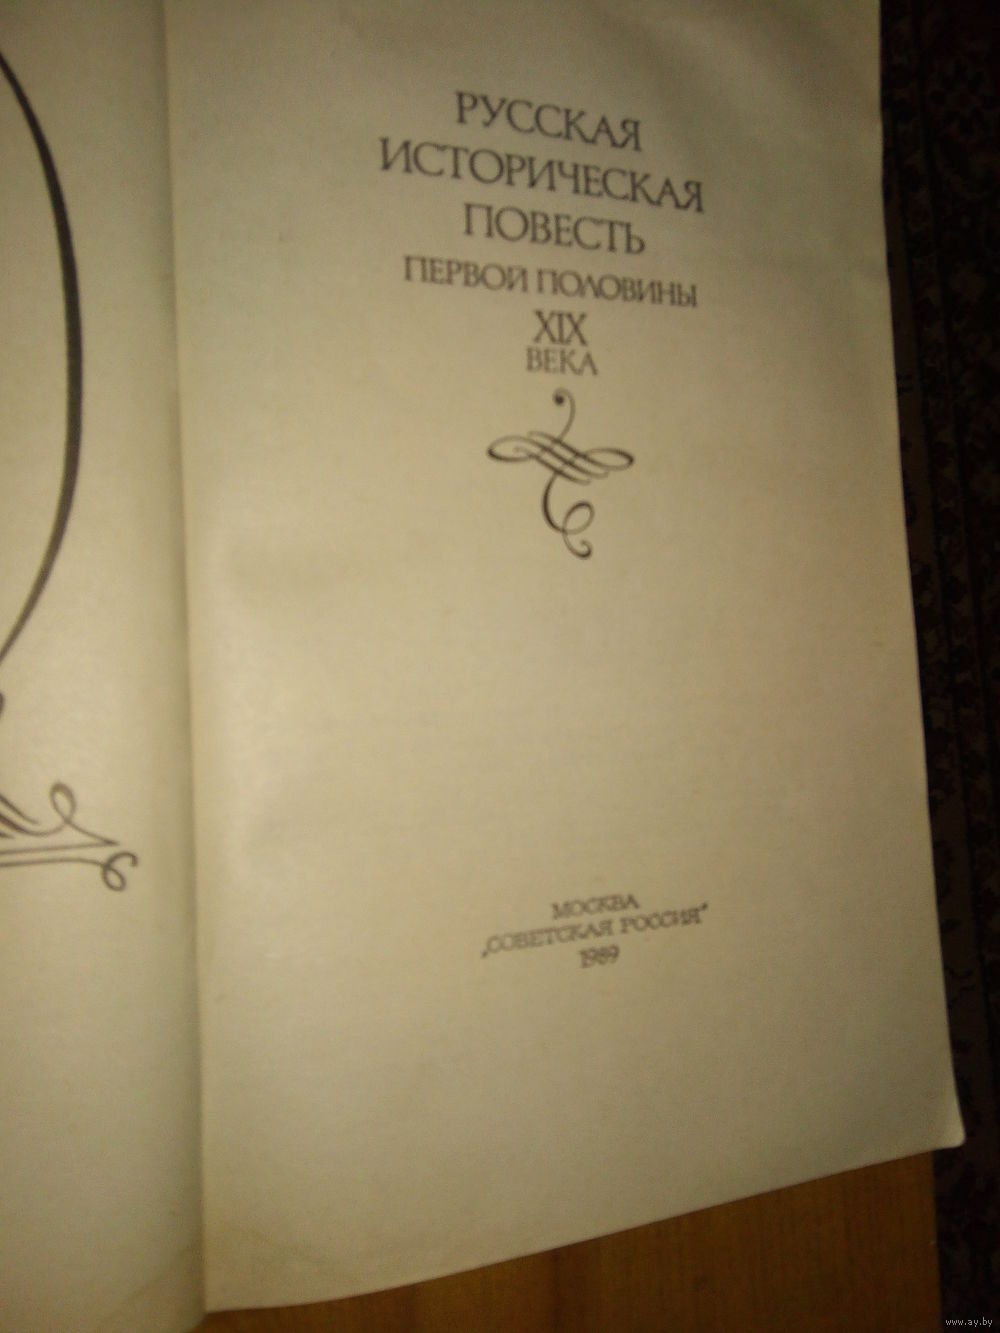 РУССКАЯ
ИСТОРИЧЕСКАЯ
ПОВЕСТЬ
ПЕРВОЙ ПОЛОВИНЫ
XIX
ВЕКА
МОСКВА
„СОВЕТСКАЯ РОССИЯ"
1989
www.ay.by